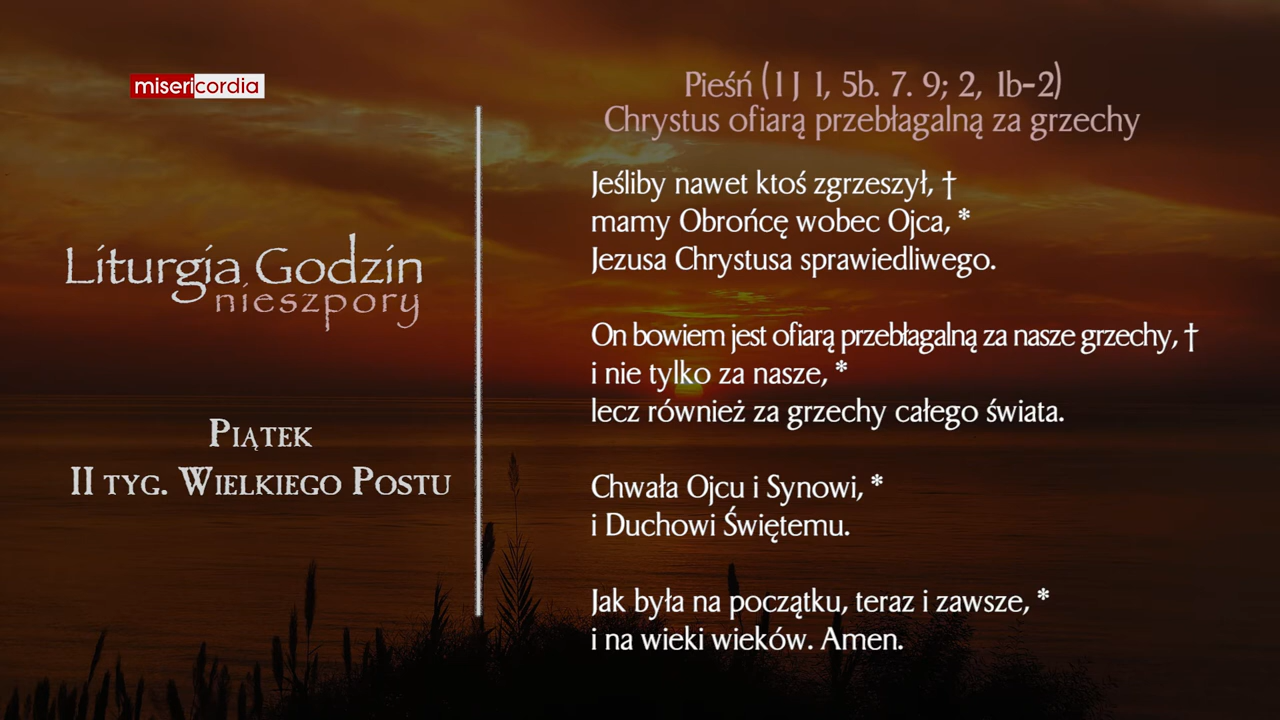 misericordia
Liturgia Godzin
nieszpory
Piątek
II tyg. Wielkiego Postu
Pieśń (1 J 1, 5b. 7. 9; 2, 1b-2)
Chrystus ofiarą przebłagalną za grzechy
Jeśliby nawet ktoś zgrzeszył, †
mamy Obrońcę wobec Ojca, *
Jezusa Chrystusa sprawiedliwego.
On bowiem jest ofiarą przebłagalną za nasze grzechy, †
i nie tylko za nasze, *
lecz również za grzechy całego świata.
Chwała Ojcu i Synowi, *
i Duchowi Świętemu.
Jak była na początku, teraz i zawsze, *
i na wieki wieków. Amen.